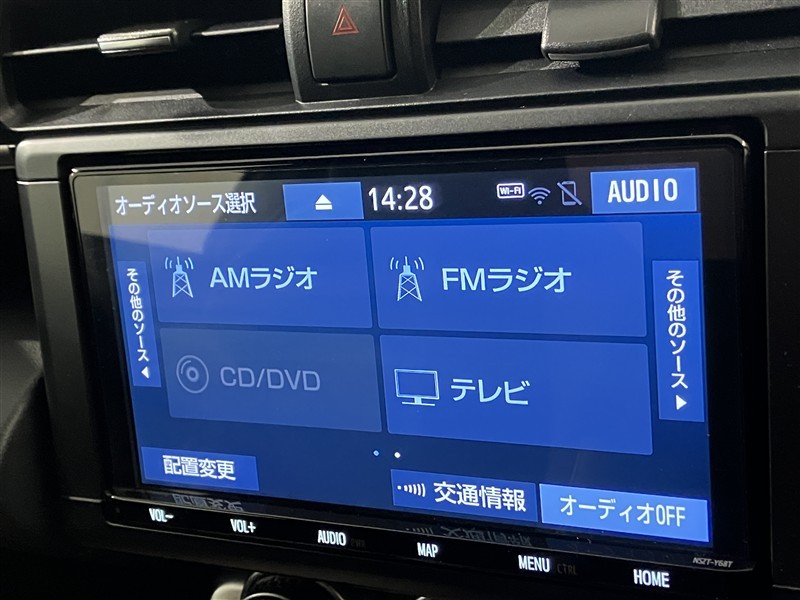 オーディオソース選択
14:28
Wi-Fi
AUDIO
AMラジオ
FMラジオ
その他のソース
その他のソース
CD/DVD
テレビ
配置変更
交通情報
オーディオOFF
VOL-
VOL+
AUDIO
PWR
MAP
MENU
CTRL
HOME
NSZT-Y68T